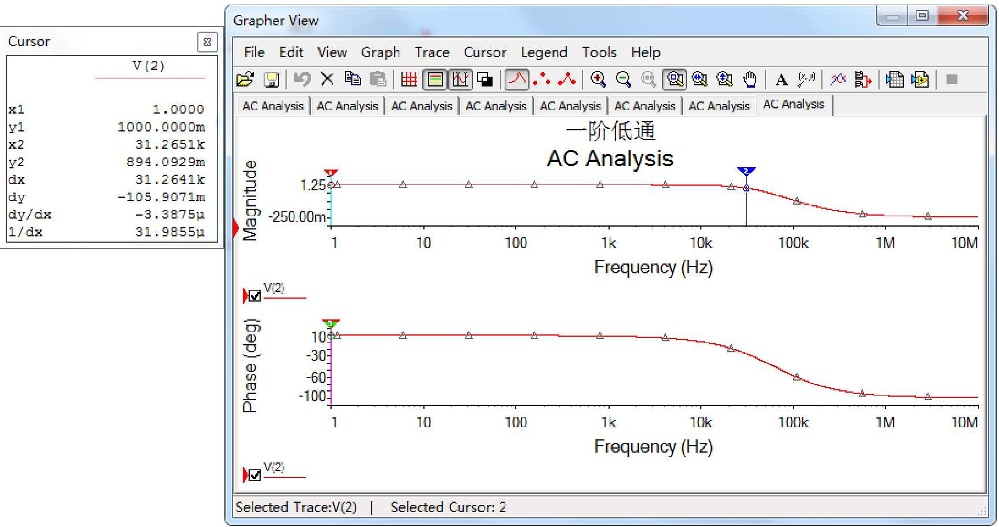 Cursor
V(2)
x1 1.0000
y1 1000.0000m
x2 31.2651k
y2 894.0929m
dx 31.2641k
dy -105.9071m
dy/dx -3.3875µ
1/dx 31.9855µ
Grapher View
File Edit View Graph Trace Cursor Legend Tools Help
AC Analysis AC Analysis AC Analysis AC Analysis AC Analysis AC Analysis AC Analysis AC Analysis
一阶低通
AC Analysis
Magnitude
1
2
1.25
-250.00m
1 10 100 1k 10k 100k 1M 10M
Frequency (Hz)
V(2)
Phase (deg)
10
-30
-60
-100
1 10 100 1k 10k 100k 1M 10M
Frequency (Hz)
V(2)
Selected Trace:V(2) | Selected Cursor: 2